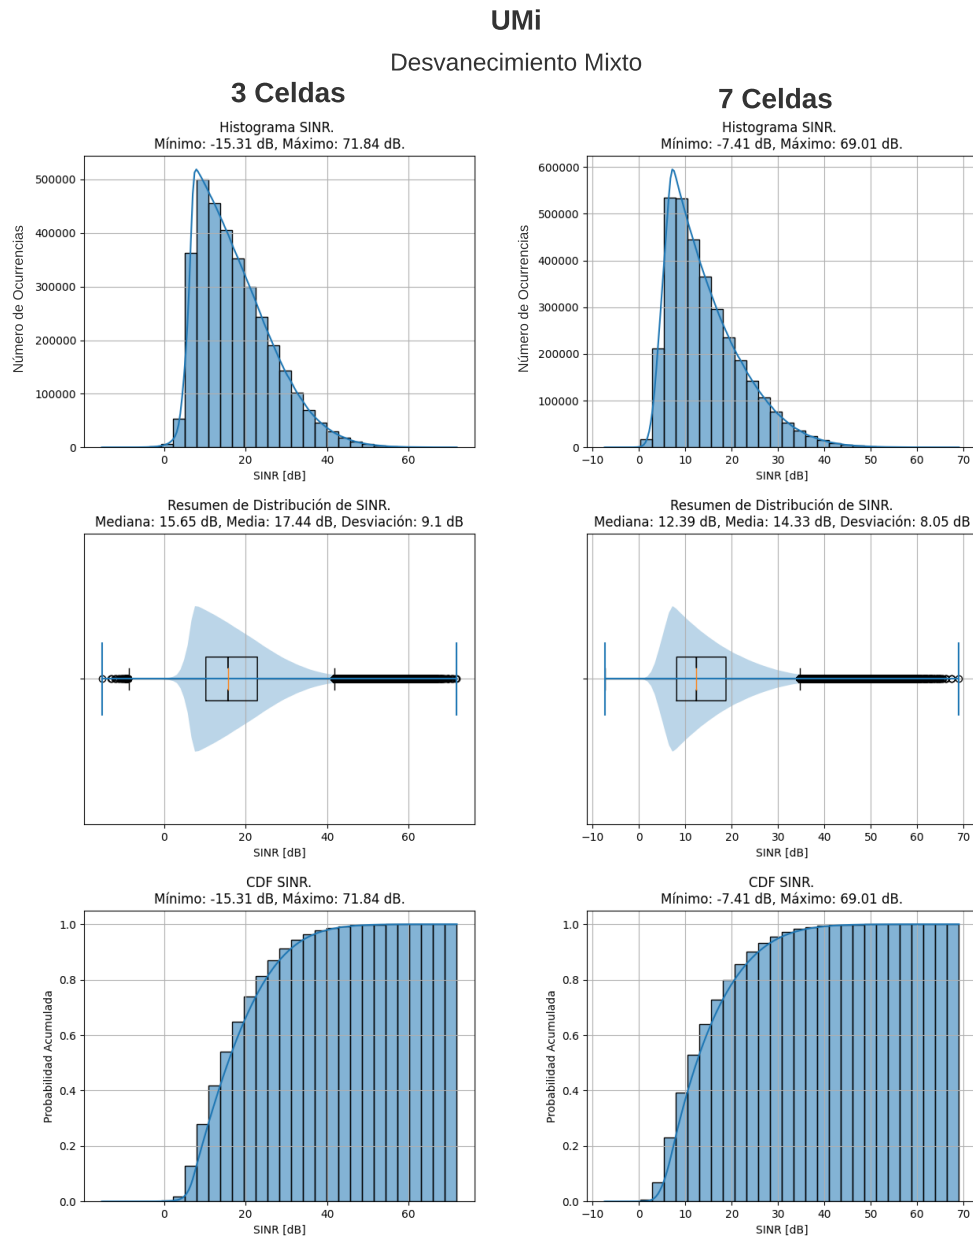 UMi
Desvanecimiento Mixto
3 Celdas
7 Celdas
Histograma SINR.
Mínimo: -15.31 dB, Máximo: 71.84 dB.
Número de Ocurrencias
500000
400000
300000
200000
100000
0
0
20
40
60
SINR [dB]
Histograma SINR.
Mínimo: -7.41 dB, Máximo: 69.01 dB.
Número de Ocurrencias
600000
500000
400000
300000
200000
100000
0
−10
0
10
20
30
40
50
60
70
SINR [dB]
Resumen de Distribución de SINR.
Mediana: 15.65 dB, Media: 17.44 dB, Desviación: 9.1 dB
0
20
40
60
SINR [dB]
Resumen de Distribución de SINR.
Mediana: 12.39 dB, Media: 14.33 dB, Desviación: 8.05 dB
−10
0
10
20
30
40
50
60
70
SINR [dB]
CDF SINR.
Mínimo: -15.31 dB, Máximo: 71.84 dB.
Probabilidad Acumulada
1.0
0.8
0.6
0.4
0.2
0.0
0
20
40
60
SINR [dB]
CDF SINR.
Mínimo: -7.41 dB, Máximo: 69.01 dB.
Probabilidad Acumulada
1.0
0.8
0.6
0.4
0.2
0.0
−10
0
10
20
30
40
50
60
70
SINR [dB]